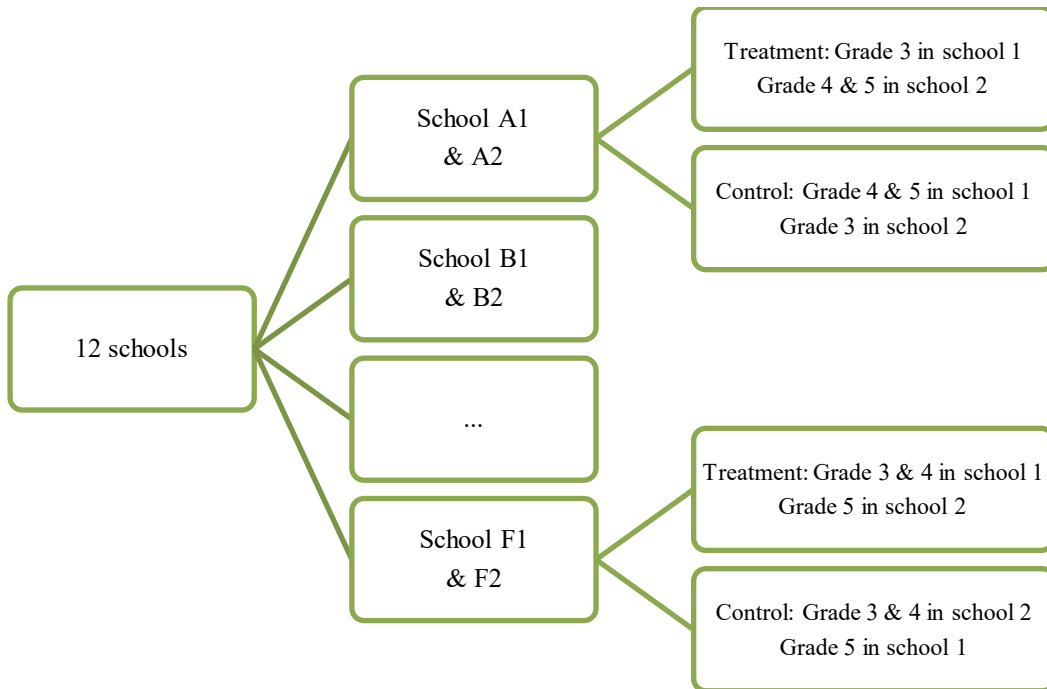 12 schools
School A1
& A2
School B1
& B2
...
School F1
& F2
Treatment: Grade 3 in school 1
Grade 4 & 5 in school 2
Control: Grade 4 & 5 in school 1
Grade 3 in school 2
Treatment: Grade 3 & 4 in school 1
Grade 5 in school 2
Control: Grade 3 & 4 in school 2
Grade 5 in school 1